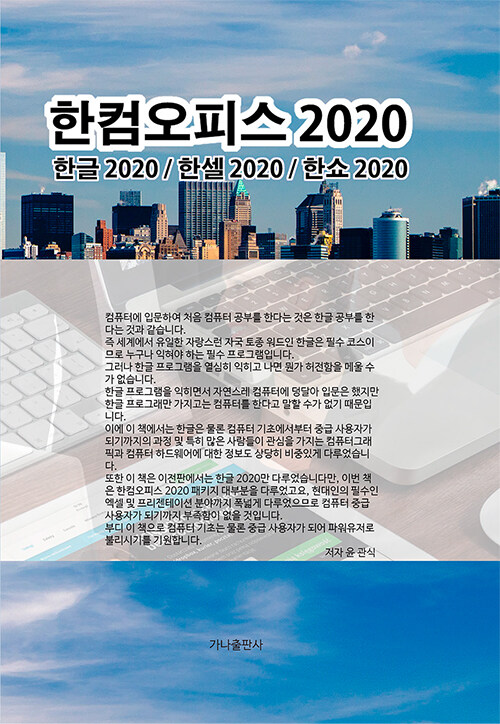 한컴오피스 2020
한글 2020 / 한셀 2020 / 한쇼 2020
컴퓨터에 입문하여 처음 컴퓨터 공부를 한다는 것은 한글 공부를 한
다는 것과 같습니다.
즉 세계에서 유일한 자랑스런 자국 토종 워드인 한글은 필수 코스이
므로 누구나 익혀야 하는 필수 프로그램입니다.
그러나 한글 프로그램을 열심히 익히고 나면 뭔가 허전함을 메울 수
가 없습니다.
한글 프로그램을 익히면서 자연스레 컴퓨터에 덩달아 입문은 했지만
한글 프로그램만 가지고는 컴퓨터를 한다고 말할 수가 없기 때문입
니다.
이에 이 책에서는 한글은 물론 컴퓨터 기초에서부터 중급 사용자가
되기까지의 과정 및 특히 많은 사람들이 관심을 가지는 컴퓨터그래
픽과 컴퓨터 하드웨어에 대한 정보도 상당히 비중있게 다루었습니
다.
또한 이 책은 이전판에서는 한글 2020만 다루었습니다만, 이번 책
은 한컴오피스 2020 패키지 대부분을 다루었고요, 현대인의 필수인
엑셀 및 프리젠테이션 분야까지 폭넓게 다루었으므로 컴퓨터 중급
사용자가 되기까지 부족함이 없을 것입니다.
부디 이 책으로 컴퓨터 기초는 물론 중급 사용자가 되어 파워유저로
불리시기를 기원합니다.
저자 윤 관식
가나출판사